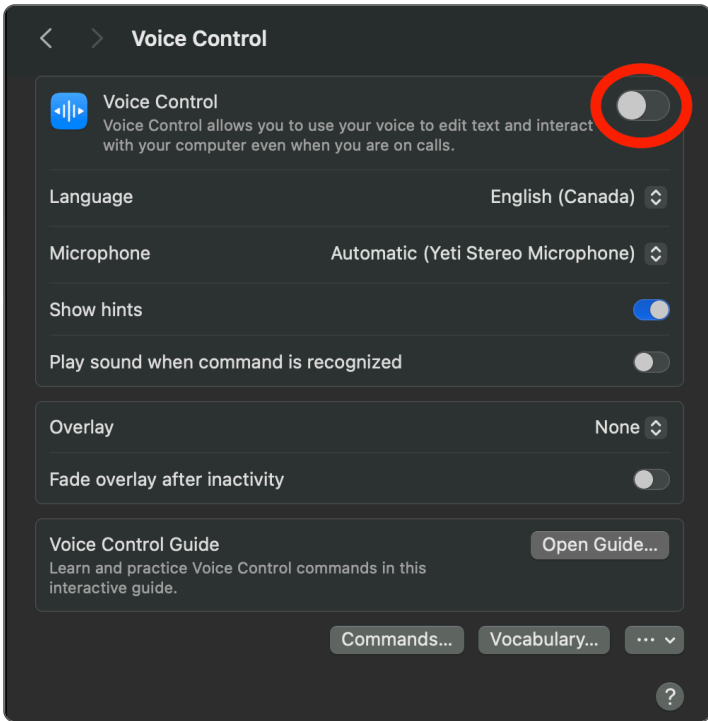 Voice Control
Voice Control
Voice Control allows you to use your voice to edit text and interact
with your computer even when you are on calls.
Language English (Canada)
Microphone Automatic (Yeti Stereo Microphone)
Show hints
Play sound when command is recognized
Overlay None
Fade overlay after inactivity
Voice Control Guide Open Guide...
Learn and practice Voice Control commands in this
interactive guide.
Commands... Vocabulary... ...
?